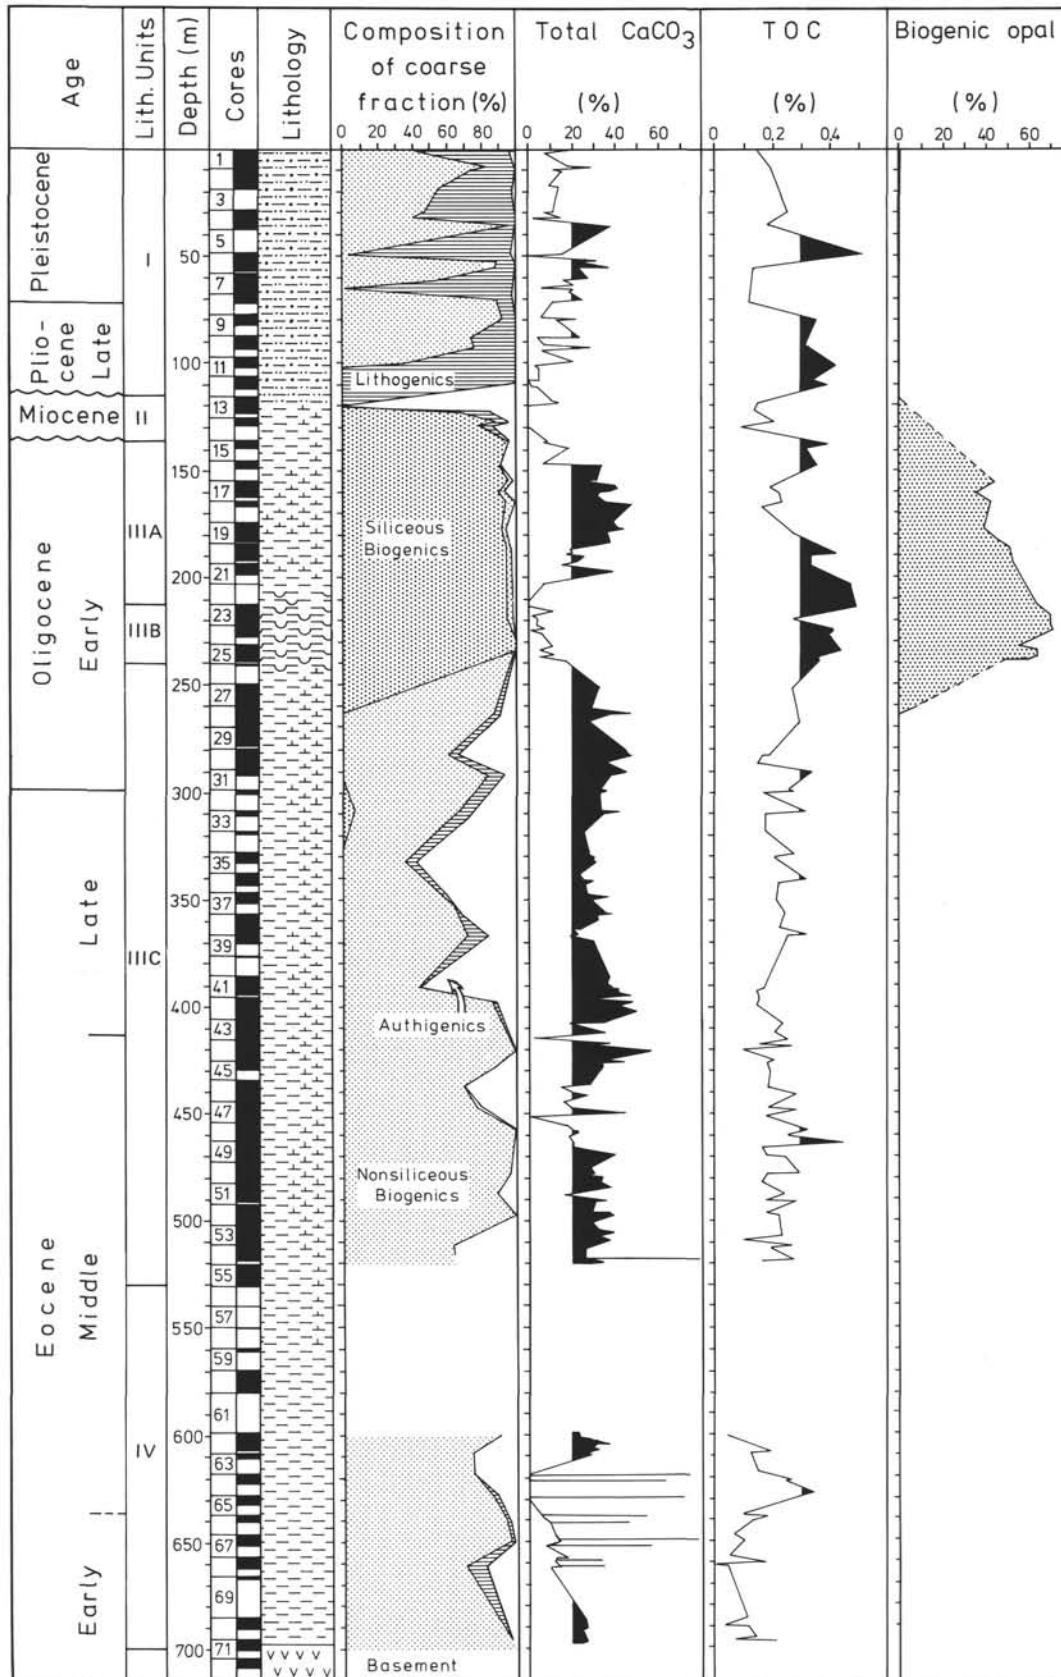 Age
Lith. Units
Depth (m)
Cores
Lithology
Composition
of coarse
fraction (%)
0 20 40 60 80
Total CaCO3
(%)
0 20 40 60
TOC
(%)
0 0,2 0,4
Biogenic opal
(%)
0 20 40 60
Pleistocene
Plio-
cene
Late
Miocene
Oligocene
Early
Eocene
Late
Middle
Early
I
II
IIIA
IIIB
IIIC
IV
50
100
150
200
250
300
350
400
450
500
550
600
650
700
1
3
5
7
9
11
13
15
17
19
21
23
25
27
29
31
33
35
37
39
41
43
45
47
49
51
53
55
57
59
61
63
65
67
69
71
Lithogenics
Siliceous
Biogenics
Authigenics
Nonsiliceous
Biogenics
Basement